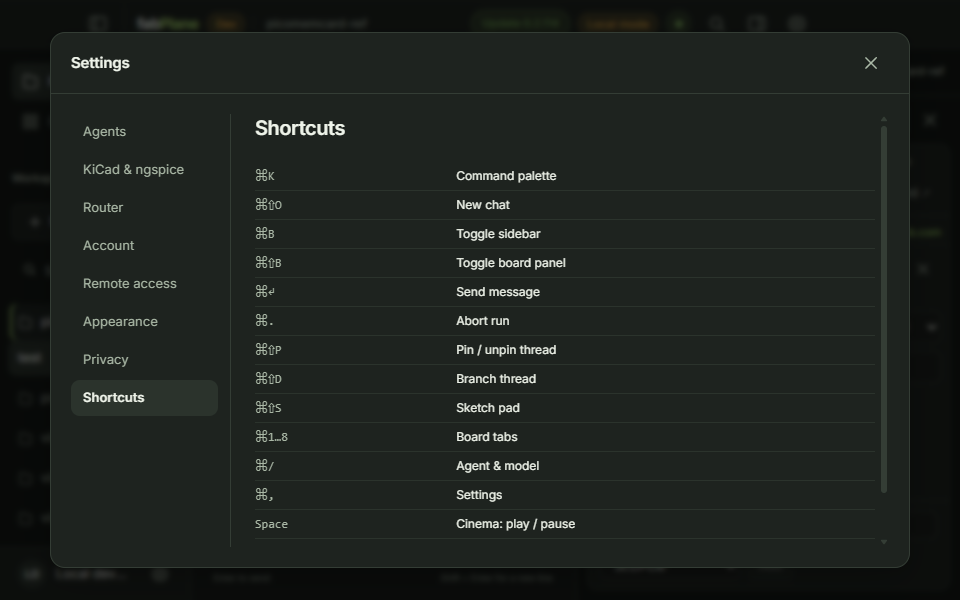 Settings
Agents
KiCad & ngspice
Router
Account
Remote access
Appearance
Privacy
Shortcuts
Shortcuts
⌘K Command palette
⌘⇧O New chat
⌘B Toggle sidebar
⌘⇧B Toggle board panel
⌘↵ Send message
⌘. Abort run
⌘⇧P Pin / unpin thread
⌘⇧D Branch thread
⌘⇧S Sketch pad
⌘1…8 Board tabs
⌘/ Agent & model
⌘, Settings
Space Cinema: play / pause